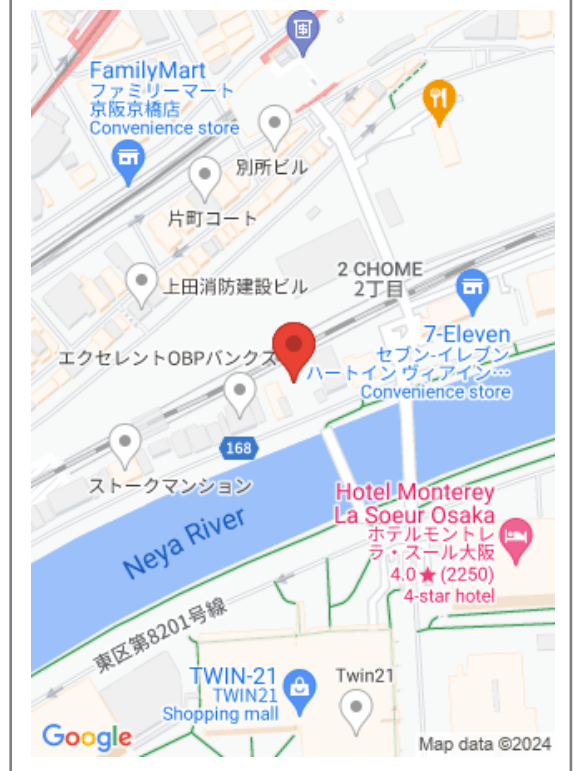 FamilyMart
ファミリーマート
京阪京橋店
Convenience store
別所ビル
片町コート
2 CHOME
2丁目
上田消防建設ビル
7-Eleven
セブン-イレブン
ハートイン ヴィアイン…
Convenience store
エクセレントOBPバンクス
168
ストークマンション
Neya River
Hotel Monterey
La Soeur Osaka
ホテルモントレ
ラ・スール大阪
4.0★(2250)
4-star hotel
東区第8201号線
TWIN-21
TWIN21
Shopping mall
Twin21
Google
Map data ©2024